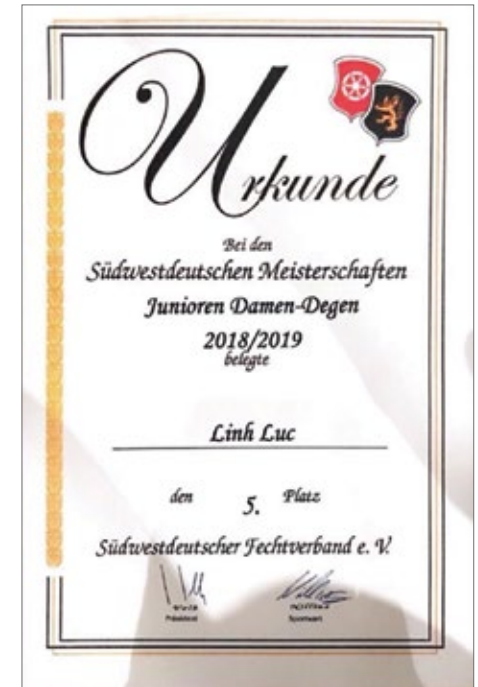 Urkunde
Bei den
Südwestdeutschen Meisterschaften
Junioren Damen-Degen
2018/2019
belegte
Linh Luc
den 5. Platz
Südwestdeutscher Fechtverband e. V.
Präsident Sportwart